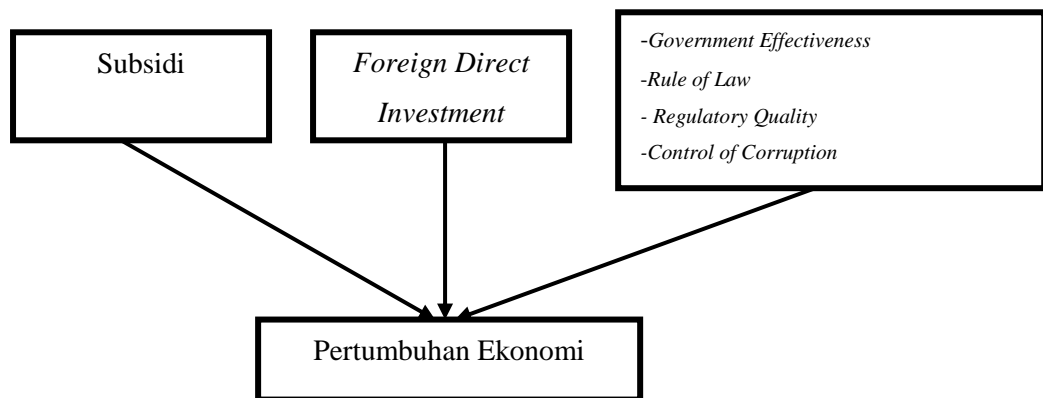 Subsidi
Foreign Direct
Investment
-Government Effectiveness
-Rule of Law
- Regulatory Quality
-Control of Corruption
Pertumbuhan Ekonomi